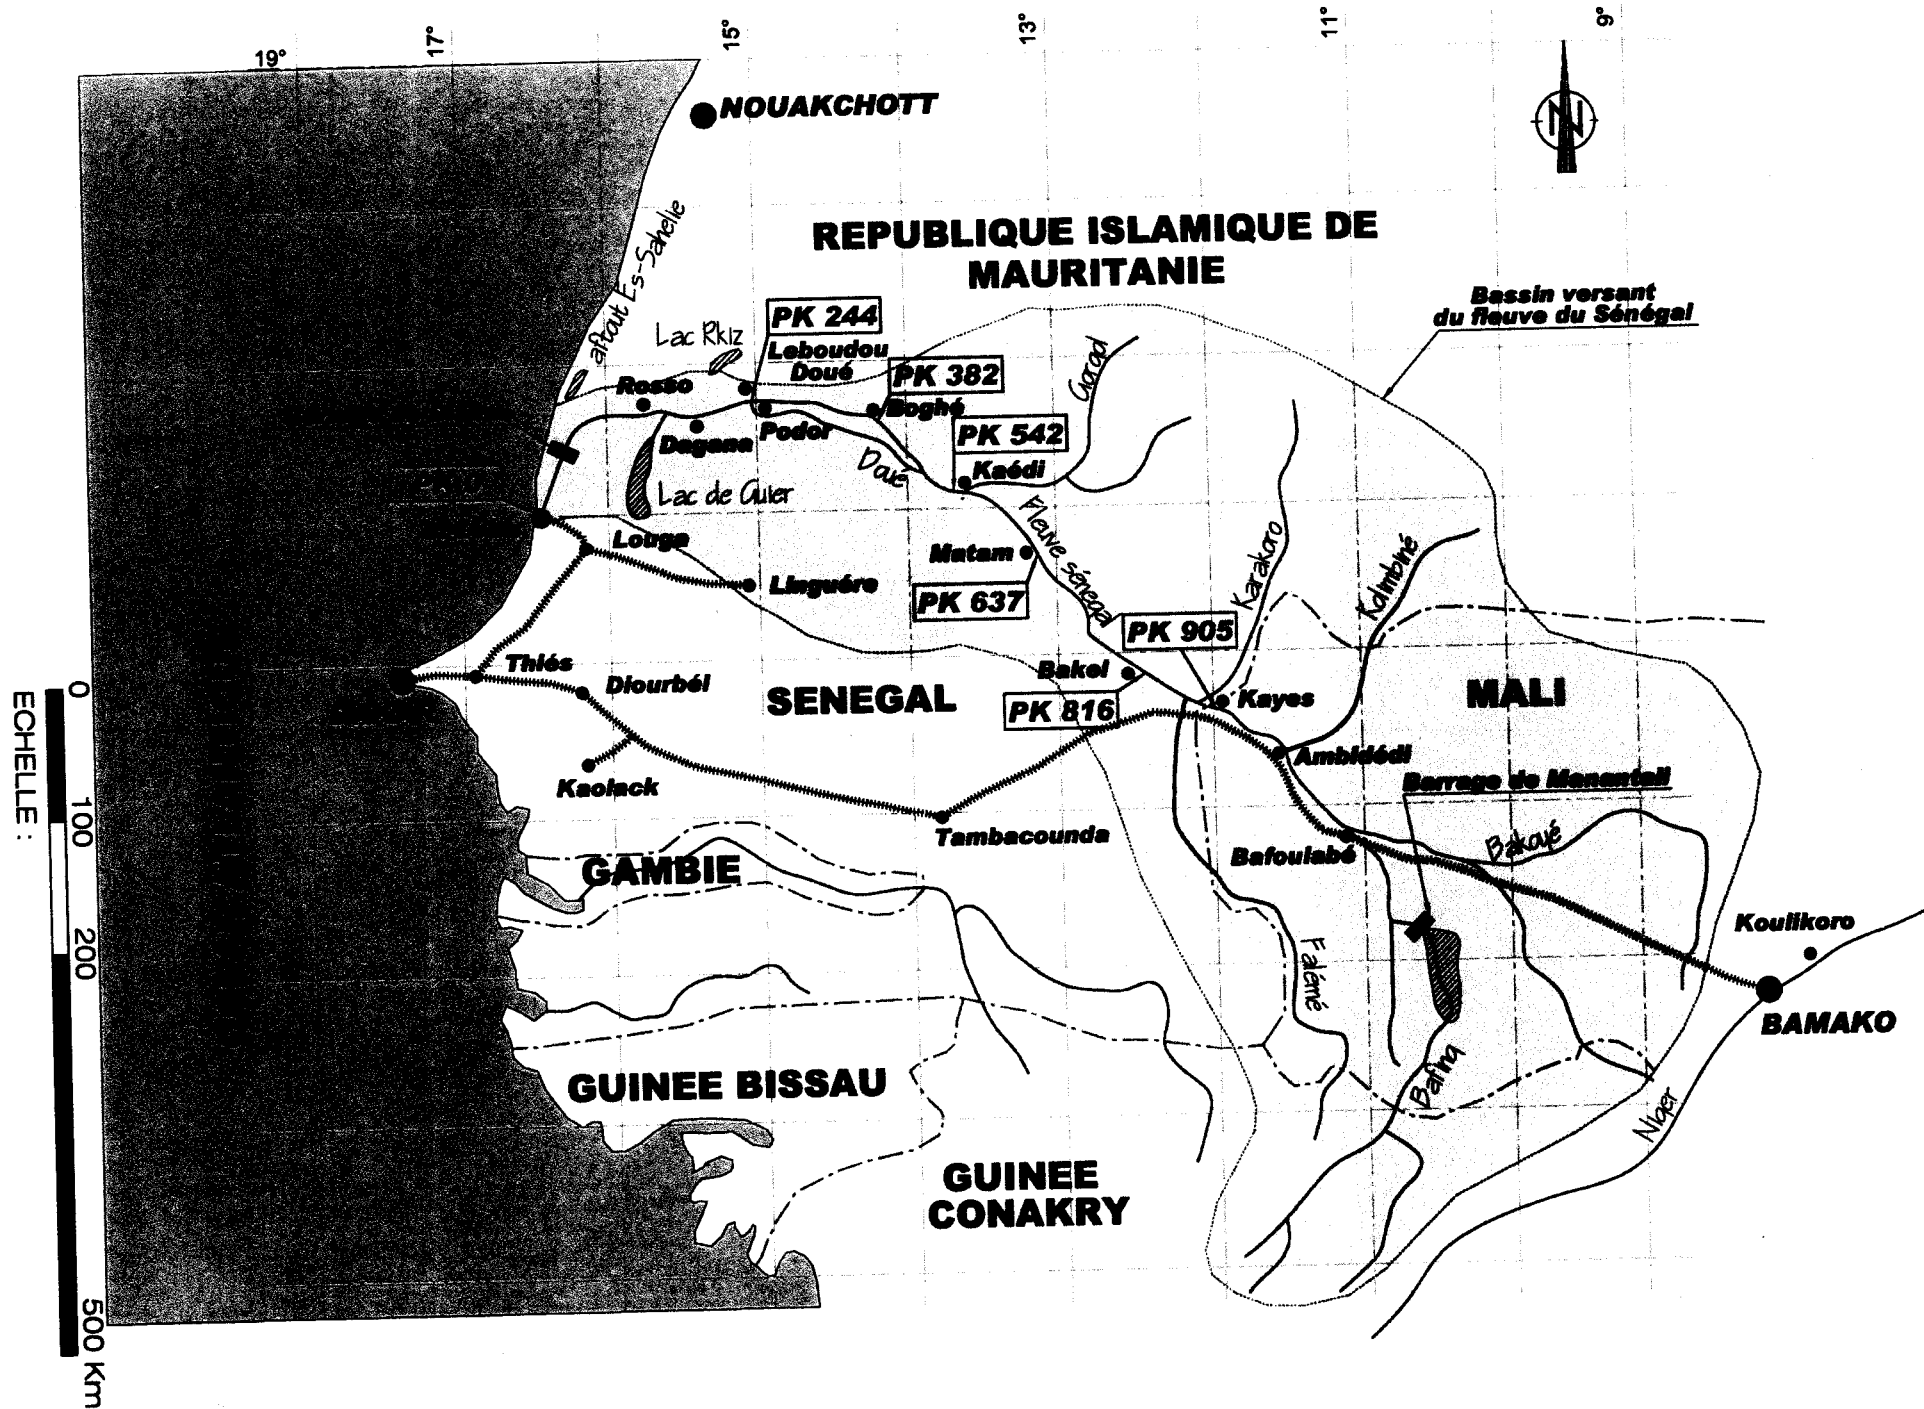 19°
17°
15°
13°
11°
9°
N
NOUAKCHOTT
REPUBLIQUE ISLAMIQUE DE
MAURITANIE
aftout Es-Sahelie
Bassin versant
du fleuve du Sénégal
PK 244
Lac Rkiz
Leboudou
Doué
PK 382
Gorgol
Rosso
Boghé
PK 542
Dagana
Podor
Doué
Kaédi
Lac de Guier
Fleuve sénégal
Louga
Matam
Karakoro
Kolimbiné
Linguére
PK 637
PK 905
Thiés
Bakel
Diourbél
SENEGAL
PK 816
Kayes
MALI
Ambidédi
Barrage de Manantali
Kaolack
Tambacounda
Bafoulabé
Bakoyé
GAMBIE
Koulikoro
Falémé
BAMAKO
Bafing
GUINEE BISSAU
Niger
GUINEE
CONAKRY
ECHELLE :
0
100
200
500 Km